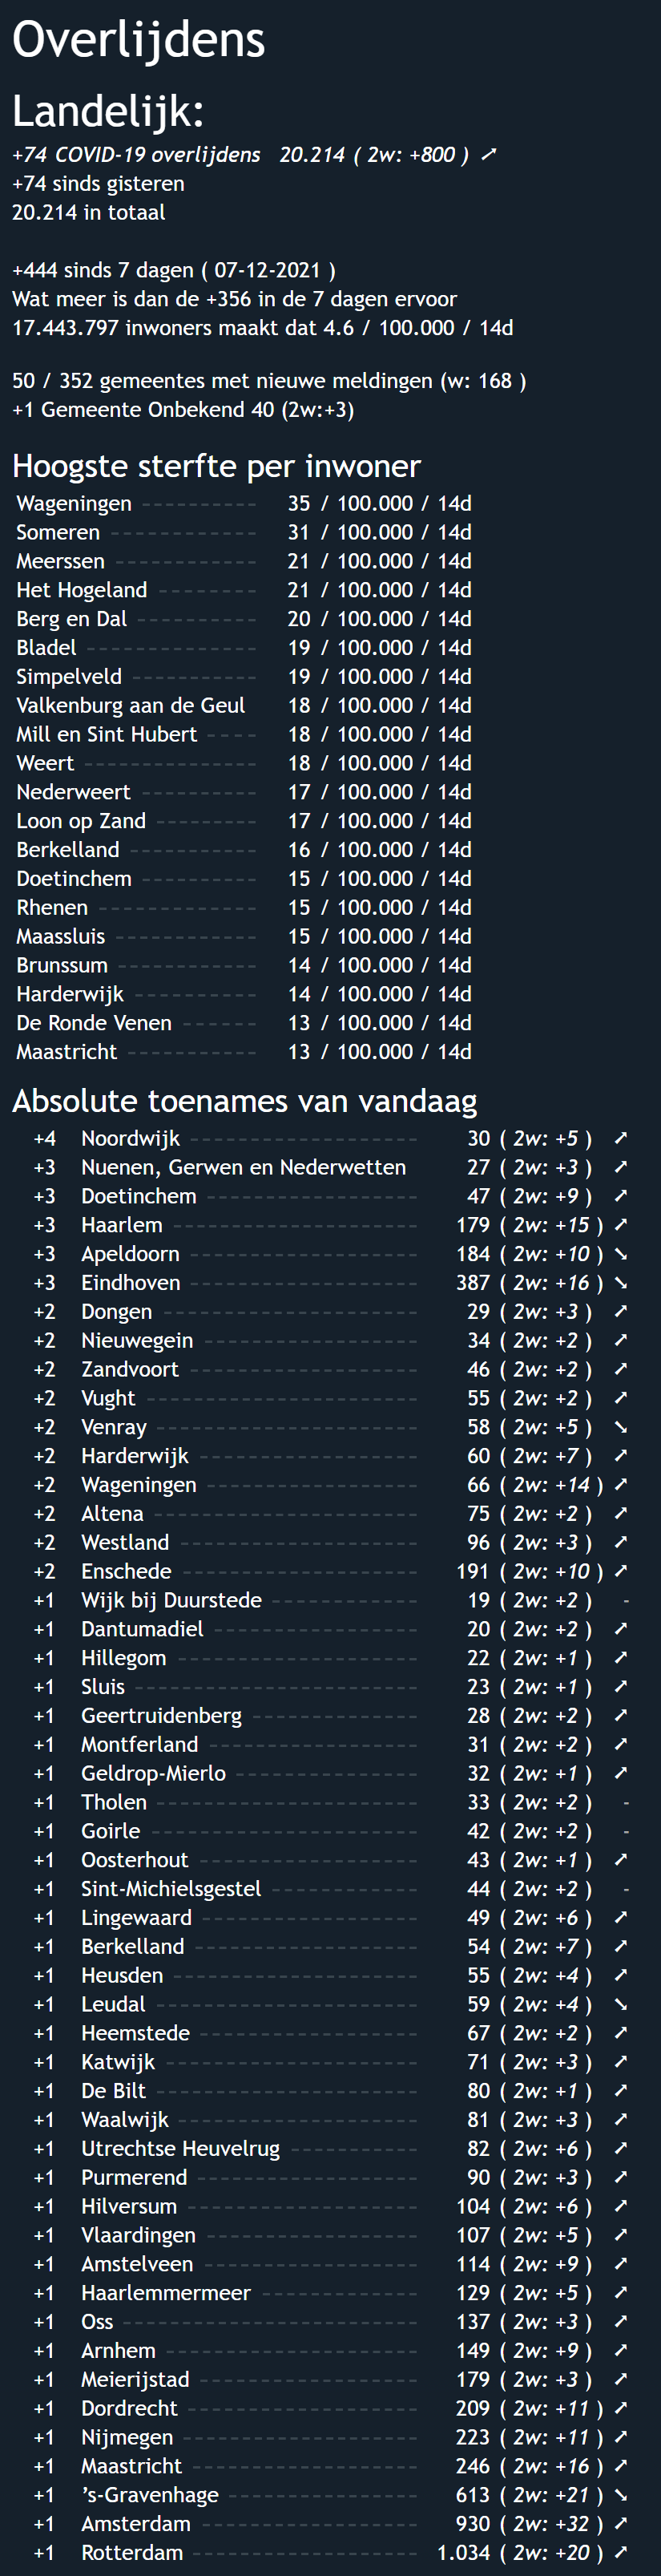 Overlijdens
Landelijk:
+74 COVID-19 overlijdens 20.214 ( 2w: +800 ) ➚
+74 sinds gisteren
20.214 in totaal
+444 sinds 7 dagen ( 07-12-2021 )
Wat meer is dan de +356 in de 7 dagen ervoor
17.443.797 inwoners maakt dat 4.6 / 100.000 / 14d
50 / 352 gemeentes met nieuwe meldingen (w: 168 )
+1 Gemeente Onbekend 40 (2w:+3)
Hoogste sterfte per inwoner
Wageningen ----------- 35 / 100.000 / 14d
Someren -------------- 31 / 100.000 / 14d
Meerssen ------------- 21 / 100.000 / 14d
Het Hogeland --------- 21 / 100.000 / 14d
Berg en Dal ----------- 20 / 100.000 / 14d
Bladel ---------------- 19 / 100.000 / 14d
Simpelveld ----------- 19 / 100.000 / 14d
Valkenburg aan de Geul 18 / 100.000 / 14d
Mill en Sint Hubert ---- 18 / 100.000 / 14d
Weert ---------------- 18 / 100.000 / 14d
Nederweert ---------- 17 / 100.000 / 14d
Loon op Zand --------- 17 / 100.000 / 14d
Berkelland ----------- 16 / 100.000 / 14d
Doetinchem ---------- 15 / 100.000 / 14d
Rhenen -------------- 15 / 100.000 / 14d
Maassluis ------------- 15 / 100.000 / 14d
Brunssum ------------ 14 / 100.000 / 14d
Harderwijk ----------- 14 / 100.000 / 14d
De Ronde Venen ------ 13 / 100.000 / 14d
Maastricht ------------ 13 / 100.000 / 14d
Absolute toenames van vandaag
+4 Noordwijk --------------------- 30 ( 2w: +5 ) ➚
+3 Nuenen, Gerwen en Nederwetten 27 ( 2w: +3 ) ➚
+3 Doetinchem ------------------- 47 ( 2w: +9 ) ➚
+3 Haarlem ---------------------- 179 ( 2w: +15 ) ➚
+3 Apeldoorn --------------------- 184 ( 2w: +10 ) ➘
+3 Eindhoven --------------------- 387 ( 2w: +16 ) ➘
+2 Dongen ----------------------- 29 ( 2w: +3 ) ➚
+2 Nieuwegein ------------------- 34 ( 2w: +2 ) ➚
+2 Zandvoort --------------------- 46 ( 2w: +2 ) ➚
+2 Vught ------------------------- 55 ( 2w: +2 ) ➚
+2 Venray ------------------------ 58 ( 2w: +5 ) ➘
+2 Harderwijk -------------------- 60 ( 2w: +7 ) ➚
+2 Wageningen ------------------- 66 ( 2w: +14 ) ➚
+2 Altena ------------------------ 75 ( 2w: +2 ) ➚
+2 Westland ---------------------- 96 ( 2w: +3 ) ➚
+2 Enschede ---------------------- 191 ( 2w: +10 ) ➚
+1 Wijk bij Duurstede ------------- 19 ( 2w: +2 ) -
+1 Dantumadiel ------------------ 20 ( 2w: +2 ) ➚
+1 Hillegom ---------------------- 22 ( 2w: +1 ) ➚
+1 Sluis -------------------------- 23 ( 2w: +1 ) ➚
+1 Geertruidenberg --------------- 28 ( 2w: +2 ) ➚
+1 Montferland ------------------- 31 ( 2w: +2 ) ➚
+1 Geldrop-Mierlo ---------------- 32 ( 2w: +1 ) ➚
+1 Tholen ------------------------ 33 ( 2w: +2 ) -
+1 Goirle ------------------------ 42 ( 2w: +2 ) -
+1 Oosterhout ------------------- 43 ( 2w: +1 ) ➚
+1 Sint-Michielsgestel ------------- 44 ( 2w: +2 ) -
+1 Lingewaard ------------------- 49 ( 2w: +6 ) ➚
+1 Berkelland -------------------- 54 ( 2w: +7 ) ➚
+1 Heusden ---------------------- 55 ( 2w: +4 ) ➚
+1 Leudal ------------------------ 59 ( 2w: +4 ) ➘
+1 Heemstede -------------------- 67 ( 2w: +2 ) ➚
+1 Katwijk ----------------------- 71 ( 2w: +3 ) ➚
+1 De Bilt ------------------------ 80 ( 2w: +1 ) ➚
+1 Waalwijk ---------------------- 81 ( 2w: +3 ) ➚
+1 Utrechtse Heuvelrug ----------- 82 ( 2w: +6 ) ➚
+1 Purmerend -------------------- 90 ( 2w: +3 ) ➚
+1 Hilversum --------------------- 104 ( 2w: +6 ) ➚
+1 Vlaardingen ------------------- 107 ( 2w: +5 ) ➚
+1 Amstelveen ------------------- 114 ( 2w: +9 ) ➚
+1 Haarlemmermeer -------------- 129 ( 2w: +5 ) ➚
+1 Oss --------------------------- 137 ( 2w: +3 ) ➚
+1 Arnhem ----------------------- 149 ( 2w: +9 ) ➚
+1 Meierijstad -------------------- 179 ( 2w: +3 ) ➚
+1 Dordrecht --------------------- 209 ( 2w: +11 ) ➚
+1 Nijmegen --------------------- 223 ( 2w: +11 ) ➚
+1 Maastricht -------------------- 246 ( 2w: +16 ) ➚
+1 ’s-Gravenhage ----------------- 613 ( 2w: +21 ) ➘
+1 Amsterdam ------------------- 930 ( 2w: +32 ) ➚
+1 Rotterdam -------------------- 1.034 ( 2w: +20 ) ➚